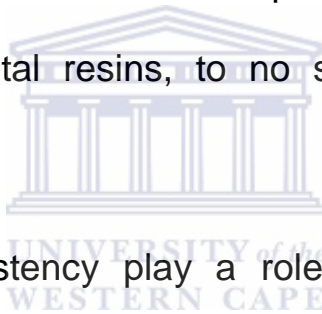 tal resins, to no s
UNIVERSITY of the
stency play a role
WESTERN CAPE